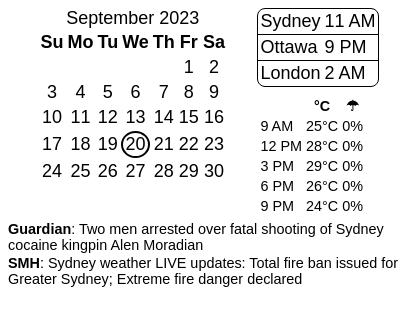 September 2023
Su Mo Tu We Th Fr Sa
1 2
3 4 5 6 7 8 9
10 11 12 13 14 15 16
17 18 19 20 21 22 23
24 25 26 27 28 29 30
Sydney 11 AM
Ottawa 9 PM
London 2 AM
°C ☂
9 AM 25°C 0%
12 PM 28°C 0%
3 PM 29°C 0%
6 PM 26°C 0%
9 PM 24°C 0%
Guardian: Two men arrested over fatal shooting of Sydney
cocaine kingpin Alen Moradian
SMH: Sydney weather LIVE updates: Total fire ban issued for
Greater Sydney; Extreme fire danger declared